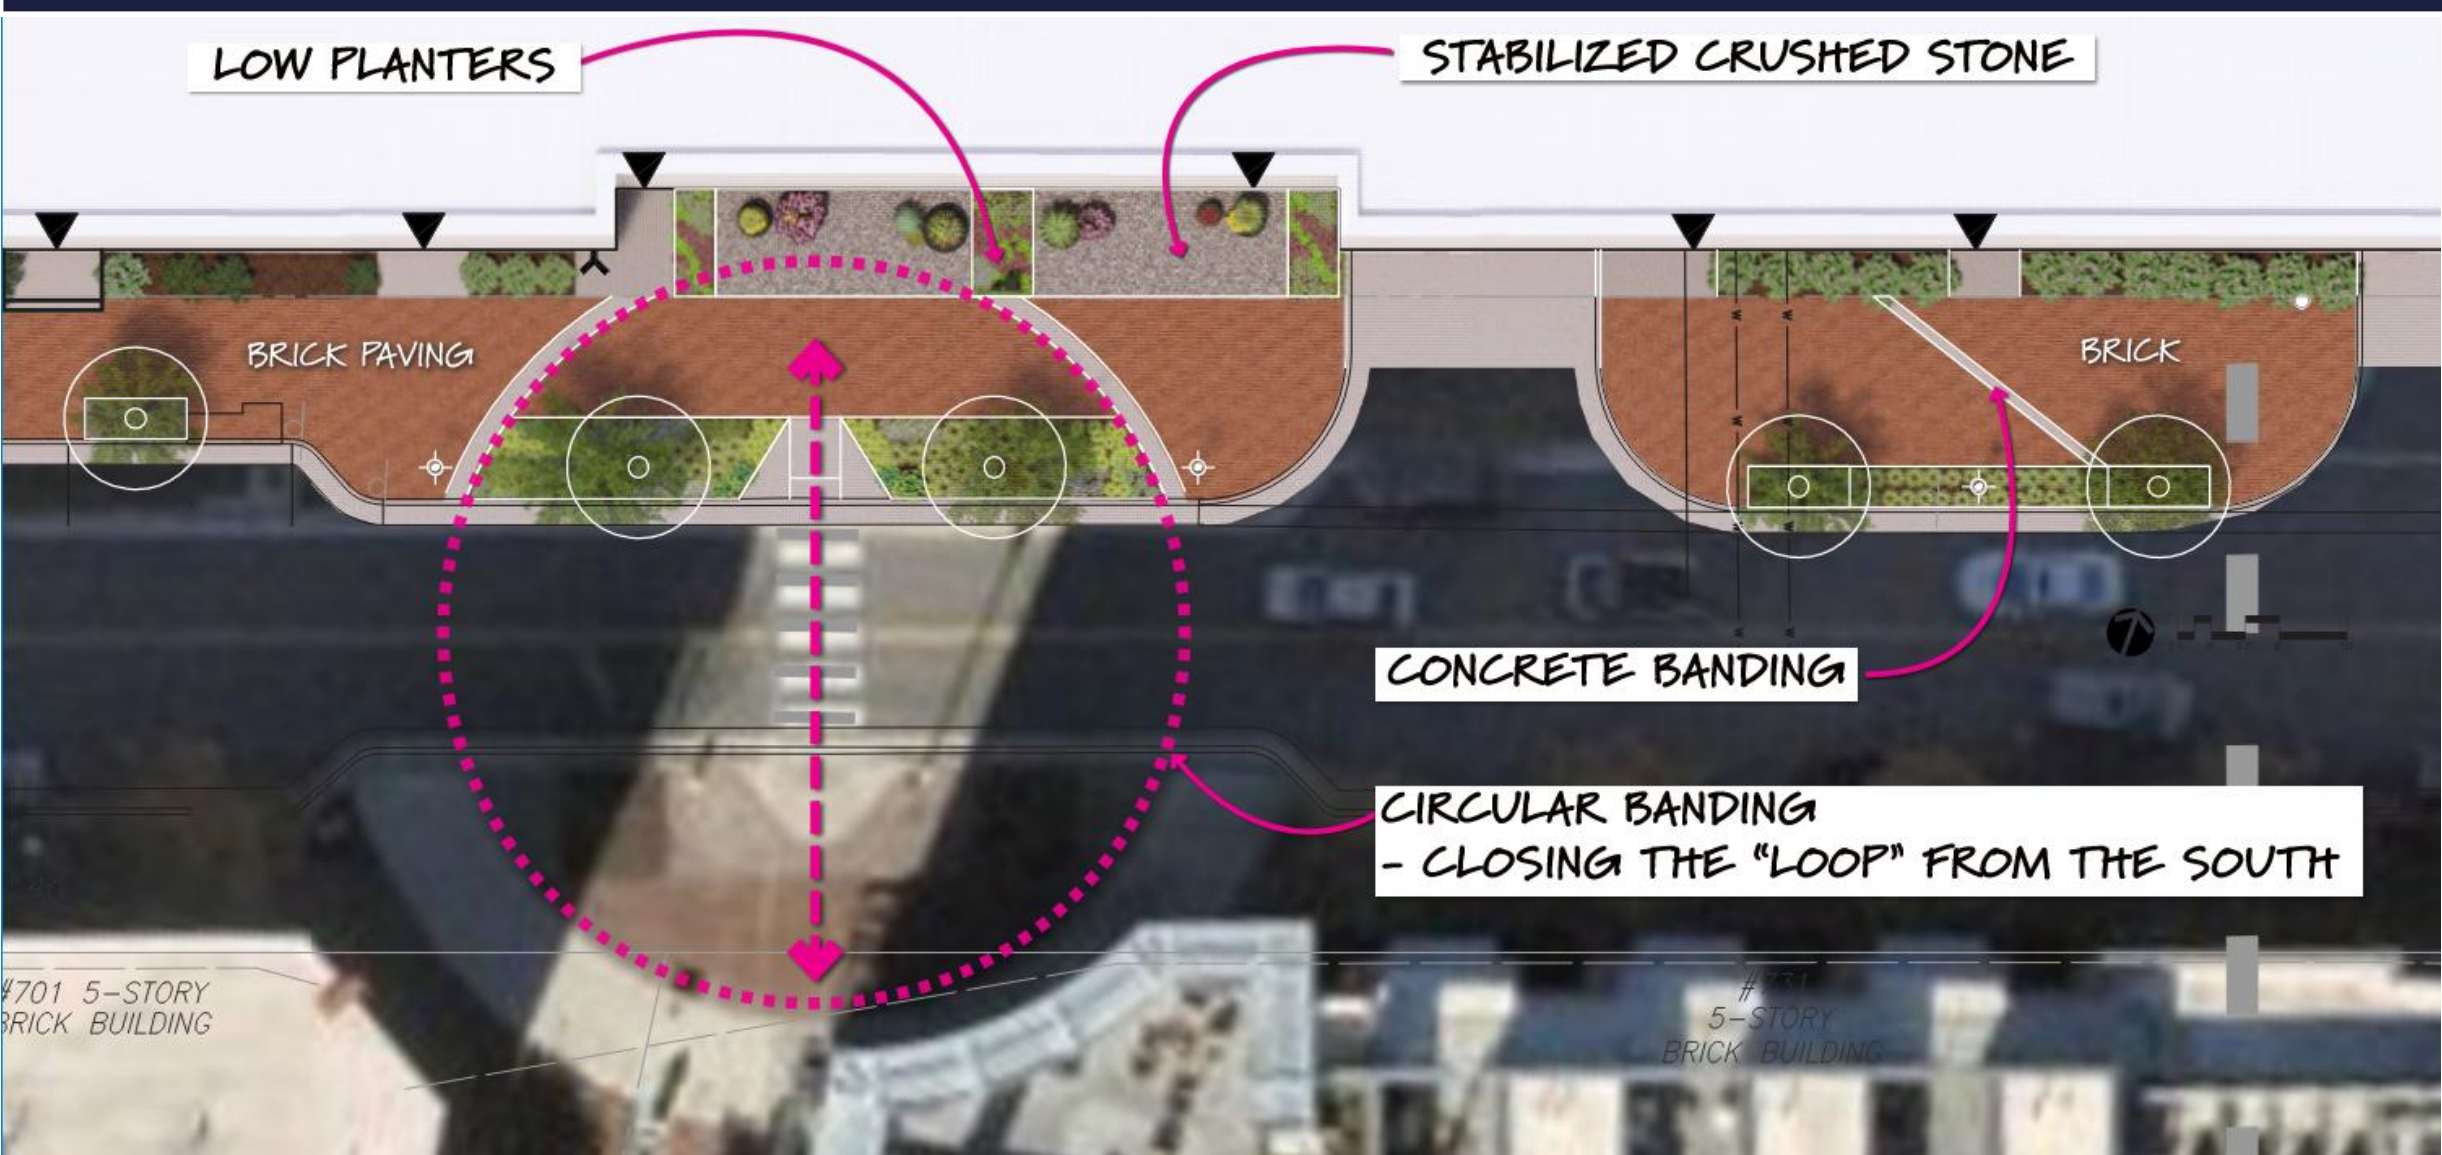 LOW PLANTERS
STABILIZED CRUSHED STONE
BRICK PAVING
BRICK
W W
W W
W W
W W
CONCRETE BANDING
CIRCULAR BANDING
- CLOSING THE "LOOP" FROM THE SOUTH
#701 5-STORY
BRICK BUILDING
5-STORY
BRICK BUILDING